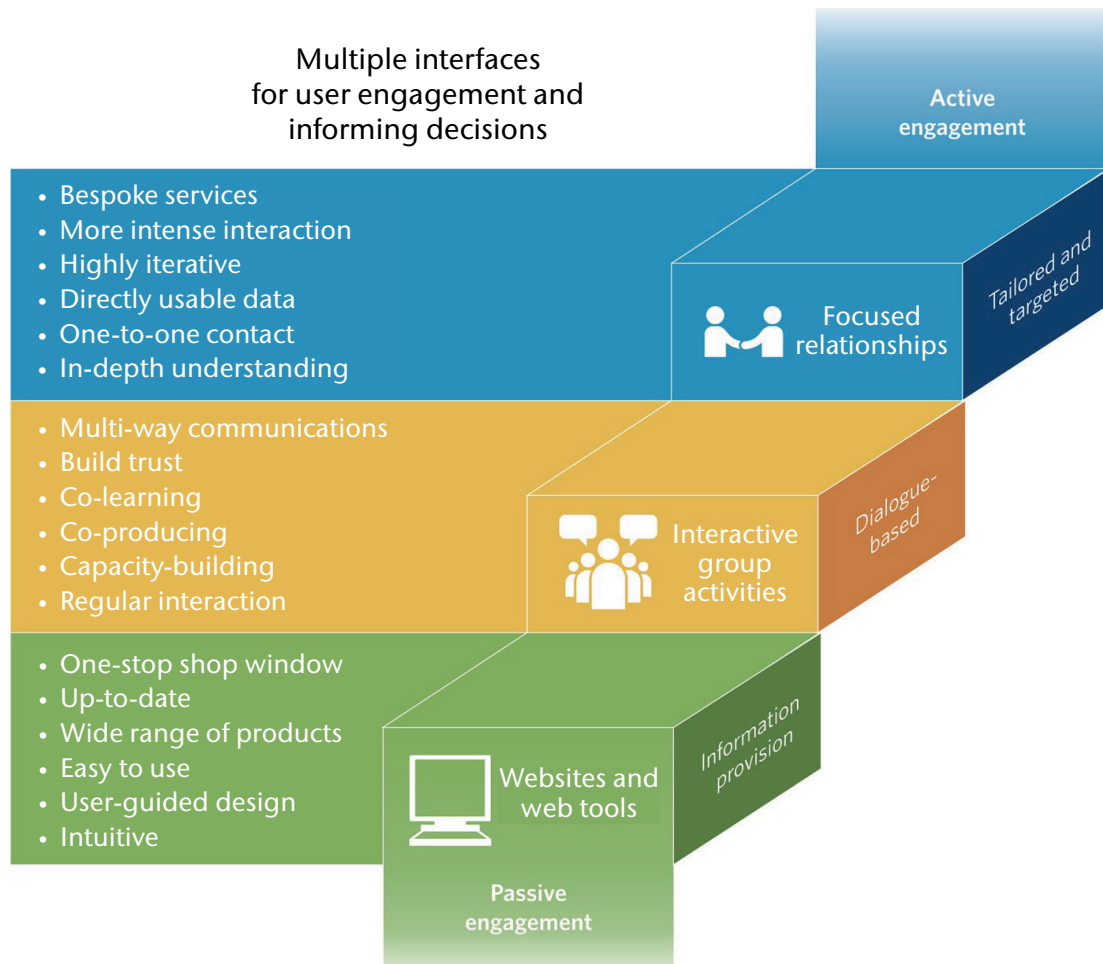 Multiple interfaces
for user engagement and
informing decisions
Active
engagement
• Bespoke services
• More intense interaction
• Highly iterative
• Directly usable data
• One-to-one contact
• In-depth understanding
Focused
relationships
Tailored and
targeted
• Multi-way communications
• Build trust
• Co-learning
• Co-producing
• Capacity-building
• Regular interaction
Interactive
group
activities
Dialogue-
based
• One-stop shop window
• Up-to-date
• Wide range of products
• Easy to use
• User-guided design
• Intuitive
Websites and
web tools
Information
provision
Passive
engagement